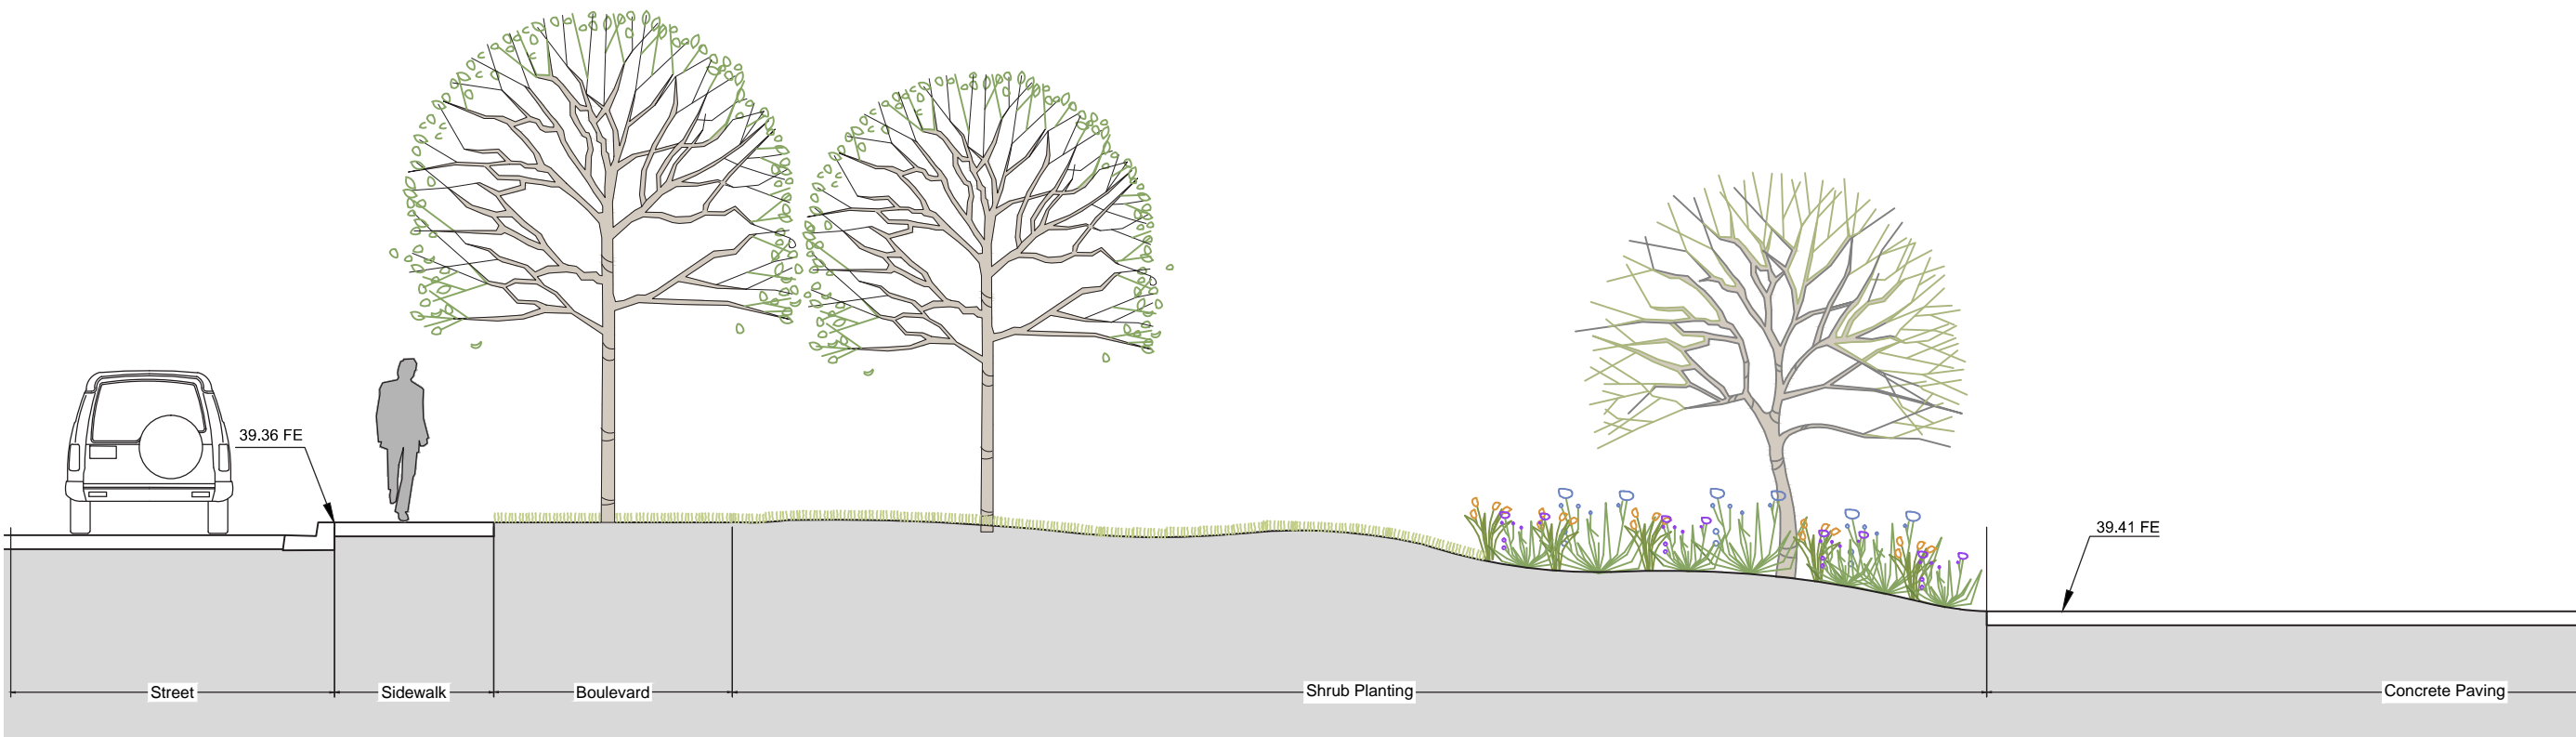 39.36 FE
39.41 FE
Street
Sidewalk
Boulevard
Shrub Planting
Concrete Paving